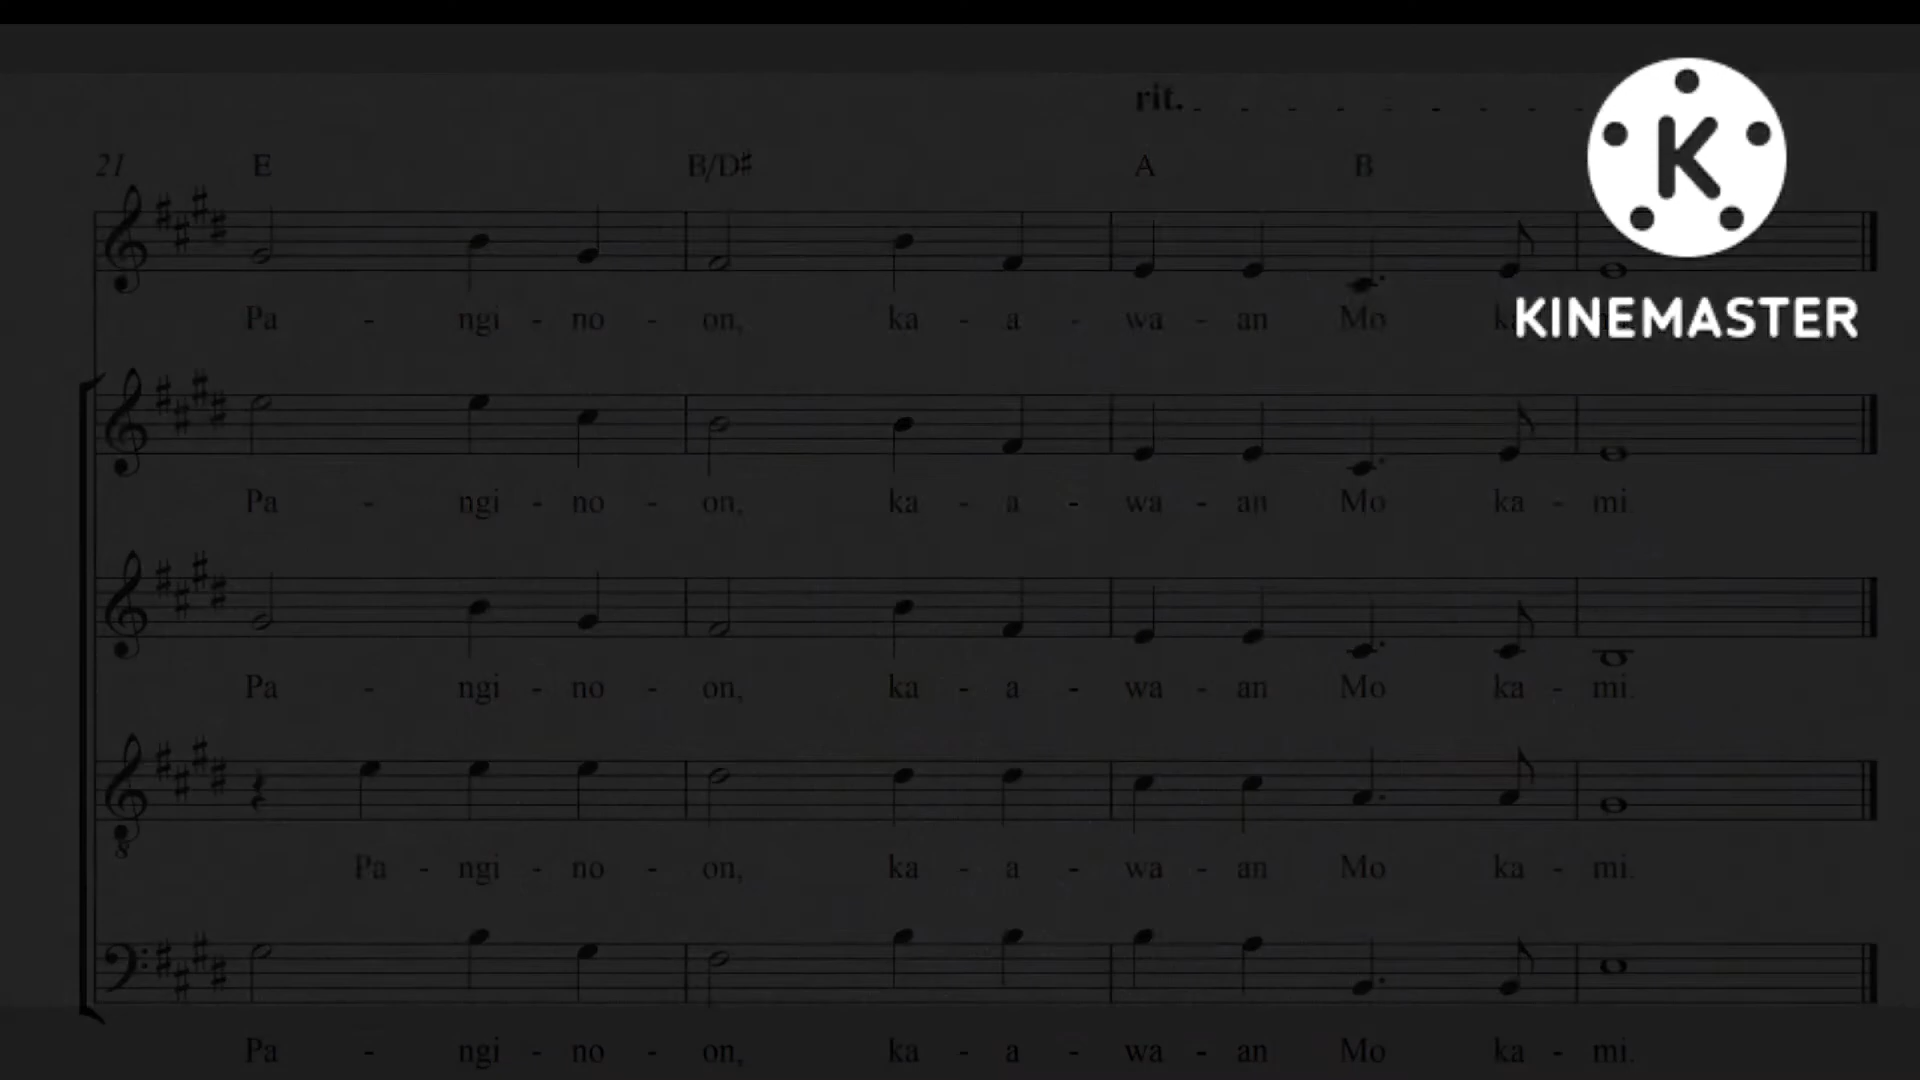 rit.
21 E B/D♯ A B
K
Pa - ngi - no - on, ka - a - wa - an Mo
KINEMASTER
Pa - ngi - no - on, ka - a - wa - an Mo ka - mi
Pa - ngi - no - on, ka - a - wa - an Mo ka - mi.
8
Pa - ngi - no - on, ka - a - wa - an Mo ka - mi.
Pa - ngi - no - on, ka - a - wa - an Mo ka - mi.